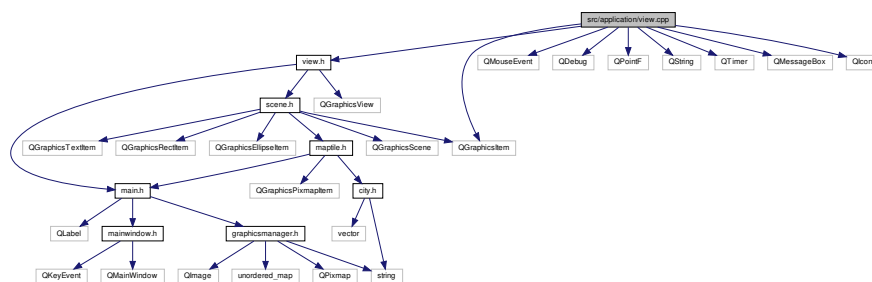 src/application/view.cpp
view.h
QMouseEvent
QDebug
QPointF
QString
QTimer
QMessageBox
QIcon
scene.h
QGraphicsView
QGraphicsTextItem
QGraphicsRectItem
QGraphicsEllipseItem
maptile.h
QGraphicsScene
QGraphicsItem
main.h
QGraphicsPixmapItem
city.h
QLabel
mainwindow.h
graphicsmanager.h
vector
QKeyEvent
QMainWindow
QImage
unordered_map
QPixmap
string